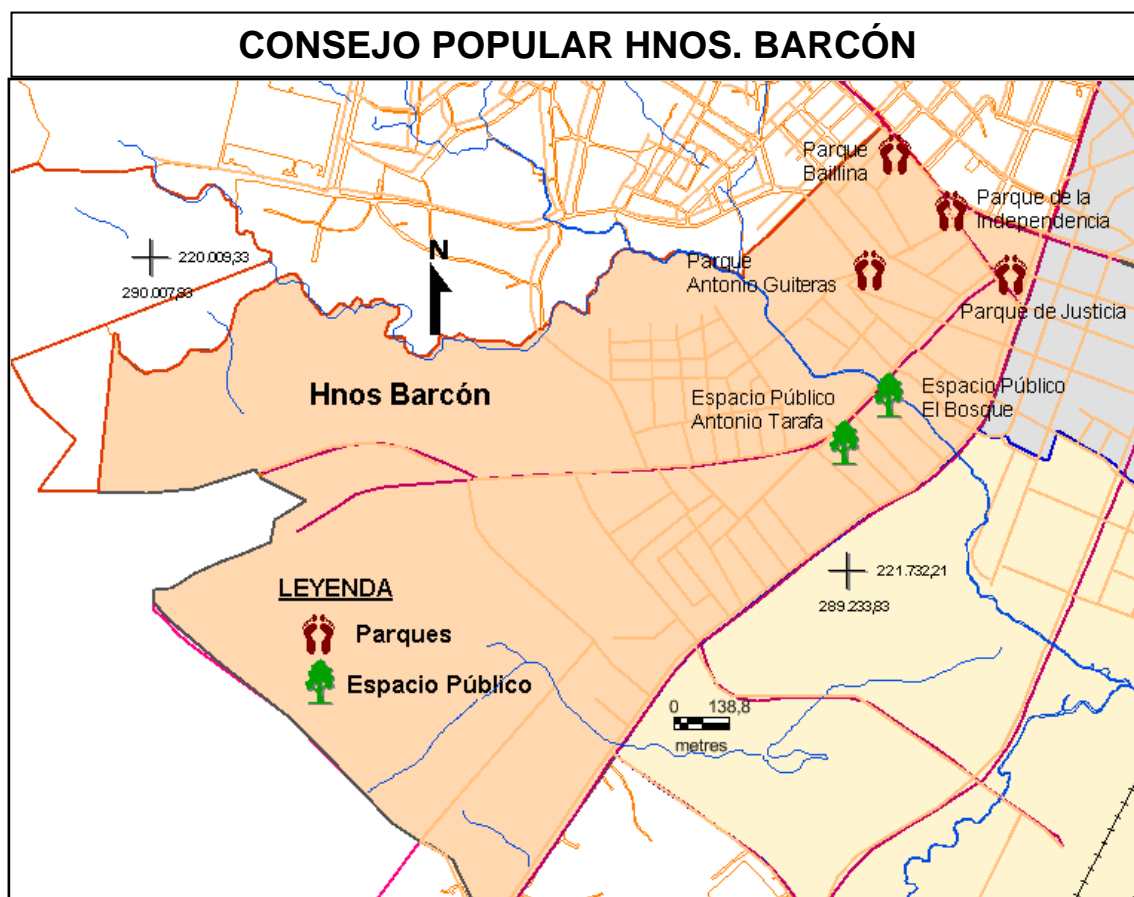 CONSEJO POPULAR HNOS. BARCÓN
Parque
Baillina
Parque de la
Independencia
N
220.009,33
290.007,83
Parque
Antonio Guiteras
Parque de Justicia
Hnos Barcón
Espacio Público
Antonio Tarafa
Espacio Público
El Bosque
221.732,21
289.233,83
LEYENDA
Parques
Espacio Público
0 138,8
metres